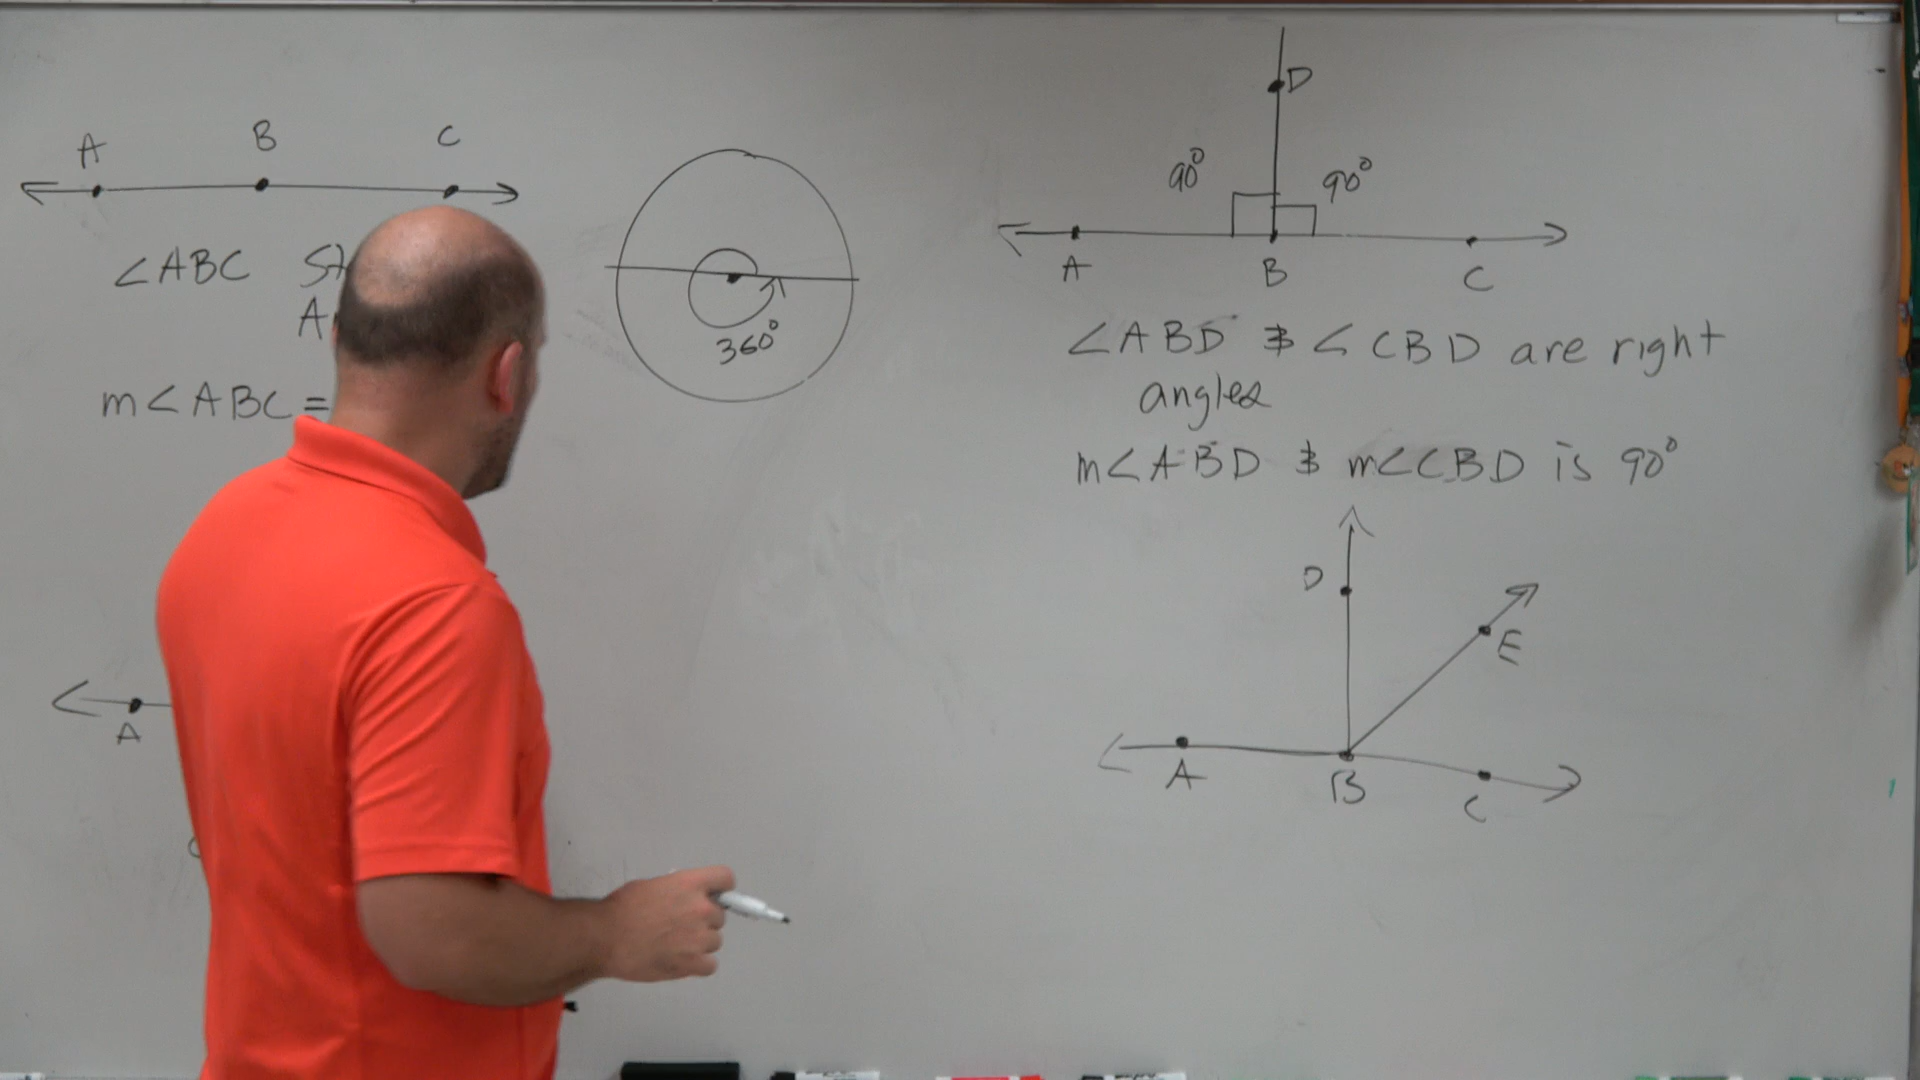 A B C
∠ABC
m∠ABC =
360°
D
90° 90°
A B C
∠ABD & ∠CBD are right
angles
m∠ABD & m∠CBD is 90°
D
E
A B C
A